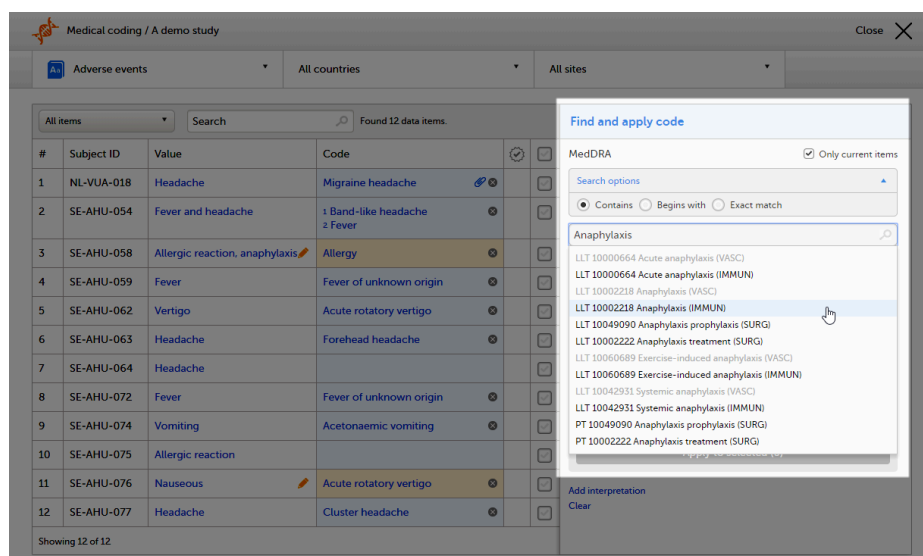 Medical coding / A demo study
Close
Adverse events
All countries
All sites
All items
Search
Found 12 data items.
# Subject ID Value Code
1 NL-VUA-018 Headache Migraine headache
2 SE-AHU-054 Fever and headache 1 Band-like headache
2 Fever
3 SE-AHU-058 Allergic reaction, anaphylaxis Allergy
4 SE-AHU-059 Fever Fever of unknown origin
5 SE-AHU-062 Vertigo Acute rotatory vertigo
6 SE-AHU-063 Headache Forehead headache
7 SE-AHU-064 Headache
8 SE-AHU-072 Fever Fever of unknown origin
9 SE-AHU-074 Vomiting Acetonaemic vomiting
10 SE-AHU-075 Allergic reaction
11 SE-AHU-076 Nauseous Acute rotatory vertigo
12 SE-AHU-077 Headache Cluster headache
Showing 12 of 12
Find and apply code
MedDRA Only current items
Search options
Contains Begins with Exact match
Anaphylaxis
LLT 10000664 Acute anaphylaxis (VASC)
LLT 10000664 Acute anaphylaxis (IMMUN)
LLT 10002218 Anaphylaxis (VASC)
LLT 10002218 Anaphylaxis (IMMUN)
LLT 10049090 Anaphylaxis prophylaxis (SURG)
LLT 10002222 Anaphylaxis treatment (SURG)
LLT 10060689 Exercise-induced anaphylaxis (VASC)
LLT 10060689 Exercise-induced anaphylaxis (IMMUN)
LLT 10042931 Systemic anaphylaxis (VASC)
LLT 10042931 Systemic anaphylaxis (IMMUN)
PT 10049090 Anaphylaxis prophylaxis (SURG)
PT 10002222 Anaphylaxis treatment (SURG)
Add interpretation
Clear